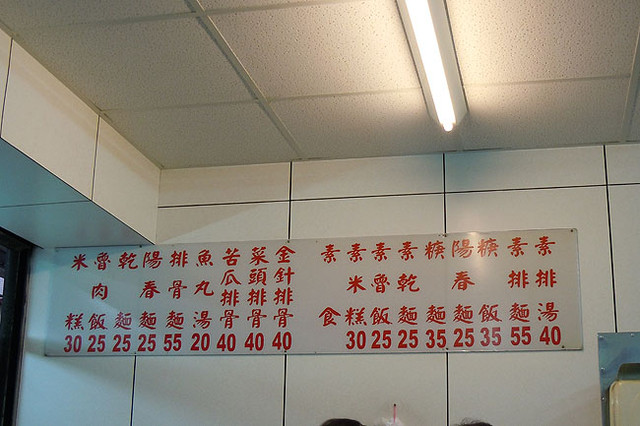 米糕 30
魯肉飯 25
乾麵 25
陽春麵 25
排骨麵 55
魚丸湯 20
苦瓜排骨 40
菜頭排骨 40
金針排骨 40
素食
素米糕 30
素魯飯 25
素乾麵 25
麵 35
陽春麵 25
飯 35
素排麵 55
素排湯 40